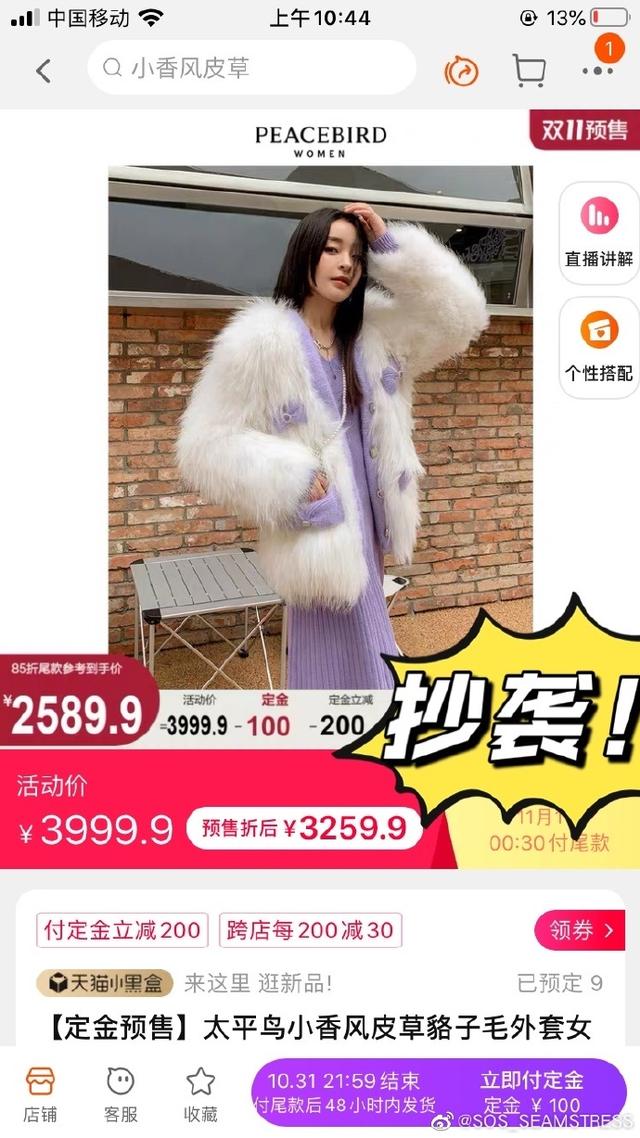 中国移动
上午10:44
13%
小香风皮草
1
PEACEBIRD
WOMEN
双11预售
直播讲解
个性搭配
85折尾款参考到手价
¥2589.9
活动价
定金
定金立减
=3999.9 - 100 - 200
抄袭!
活动价
¥3999.9
预售折后¥3259.9
00:30付尾款
付定金立减200
跨店每200减30
领券 >
天猫小黑盒
来这里 逛新品!
已预定 9
【定金预售】太平鸟小香风皮草貉子毛外套女
店铺
客服
收藏
10.31 21:59结束
付尾款后48小时内发货
立即付定金
定金 ¥ 100
@SOS_SEAMSTRESS